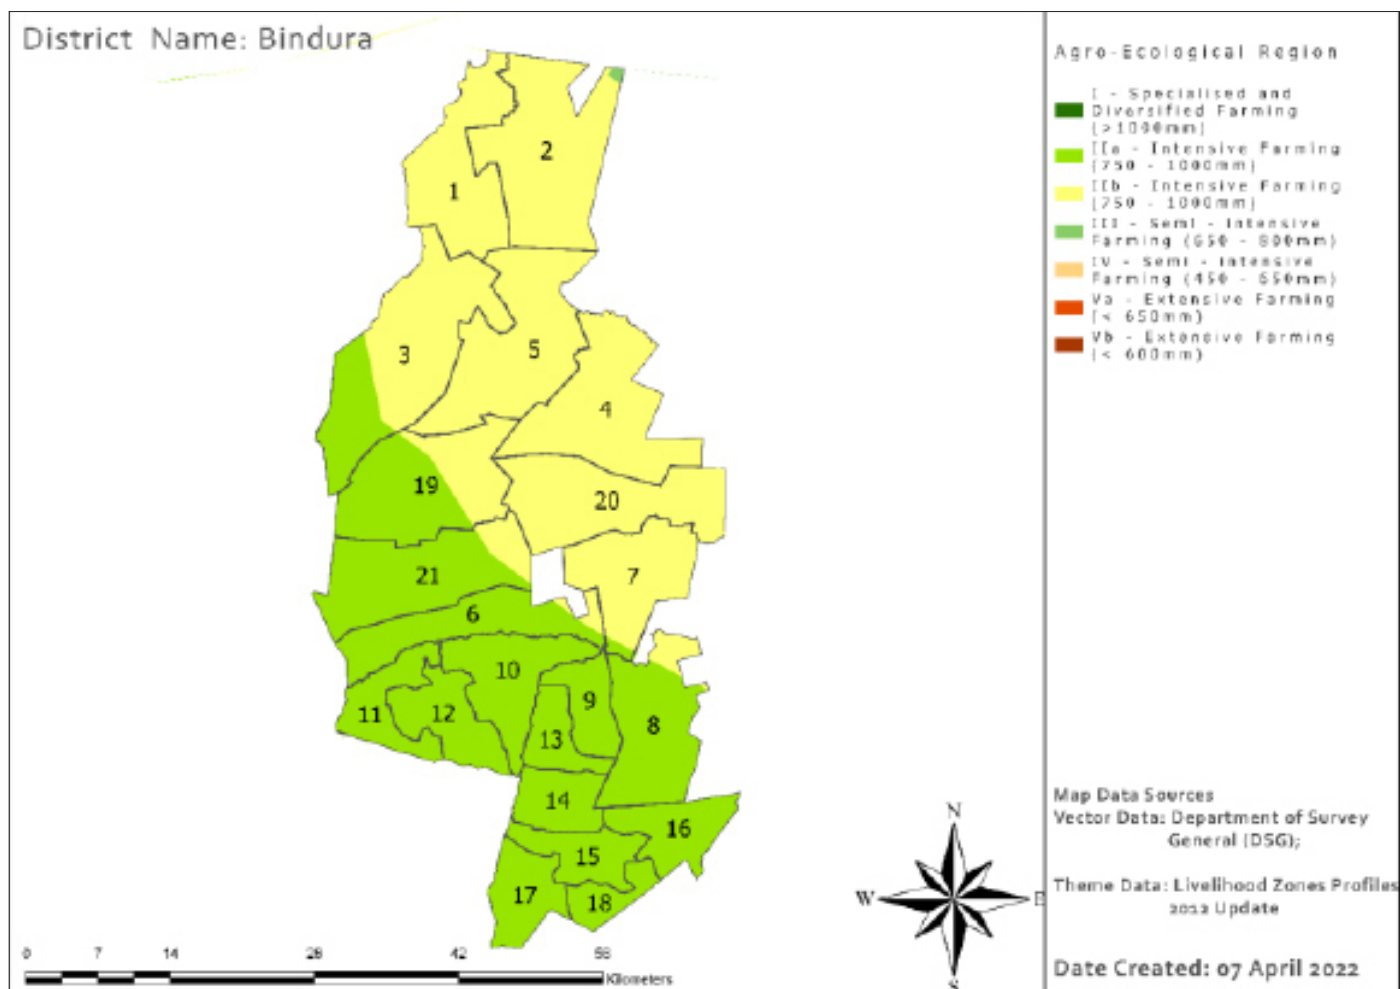 District Name: Bindura
Agro-Ecological Region
I - Specialised and
Diversified Farming
(>1000mm)
IIa - Intensive Farming
(750 - 1000mm)
IIb - Intensive Farming
(750 - 1000mm)
III - Semi - Intensive
Farming (650 - 800mm)
IV - Semi - Intensive
Farming (450 - 650mm)
Va - Extensive Farming
(< 650mm)
Vb - Extensive Farming
(< 600mm)
1
2
3
5
4
19
20
21
7
6
10
9
8
11
12
13
14
16
15
17
18
Map Data Sources
Vector Data: Department of Survey
General (DSG);
Theme Data: Livelihood Zones Profiles
2012 Update
Date Created: 07 April 2022
N
W
E
S
0 7 14 28 42 56
Kilometers